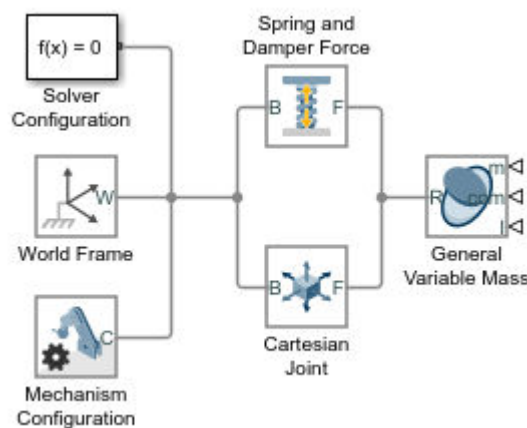 f(x) = 0
Solver
Configuration
Spring and
Damper Force
B F
W
World Frame
R
m
com
I
General
Variable Mass
B F
Cartesian
Joint
C
Mechanism
Configuration